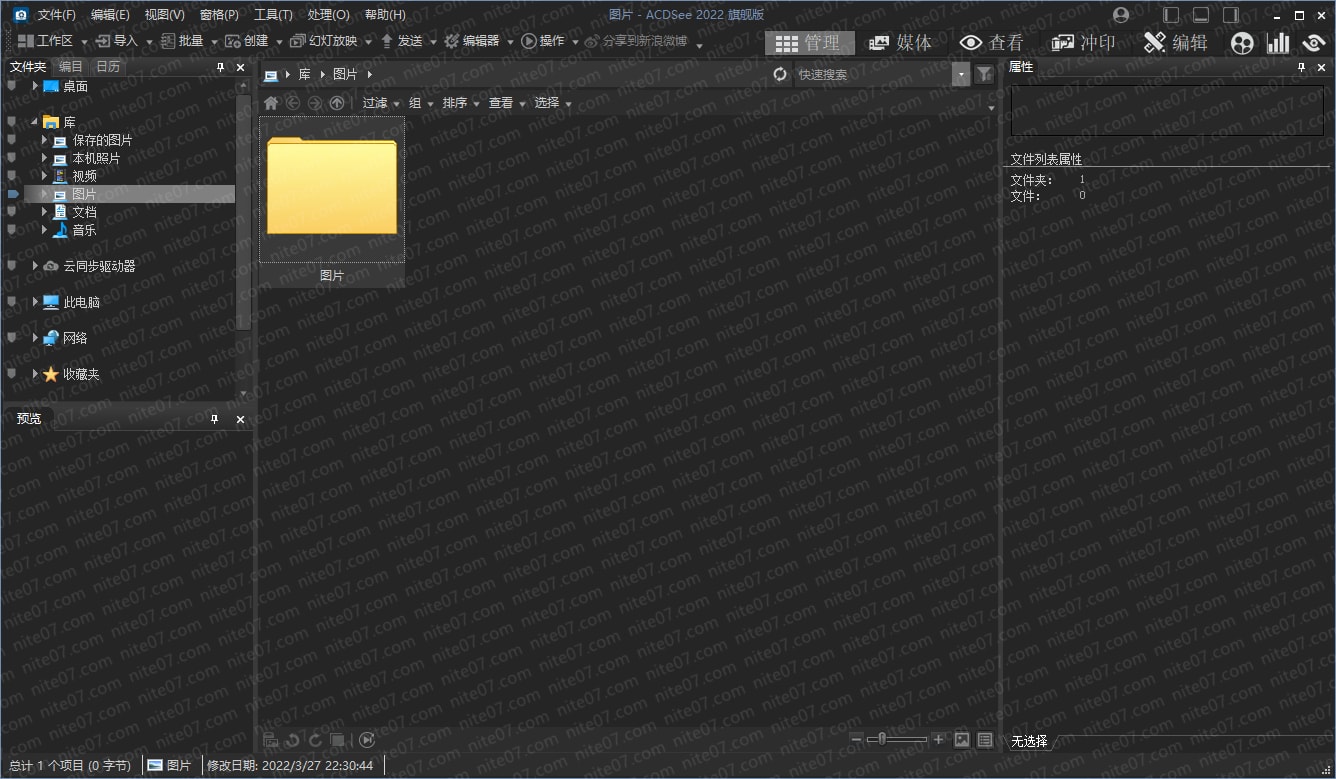 文件(F) 编辑(E) 视图(V) 窗格(P) 工具(T) 处理(O) 帮助(H) 图片 - ACDSee 2022 旗舰版
工作区 导入 批量 创建 幻灯放映 发送 编辑器 操作 分享到新浪微博 管理 媒体 查看 冲印 编辑
文件夹 编目 日历
桌面
库
保存的图片
本机照片
视频
图片
文档
音乐
云同步驱动器
此电脑
网络
收藏夹
预览
库 图片 快速搜索
过滤 组 排序 查看 选择
图片
属性
文件列表属性
文件夹: 1
文件: 0
无选择
总计 1 个项目 (0 字节) 图片 修改日期: 2022/3/27 22:30:44
nite07.com